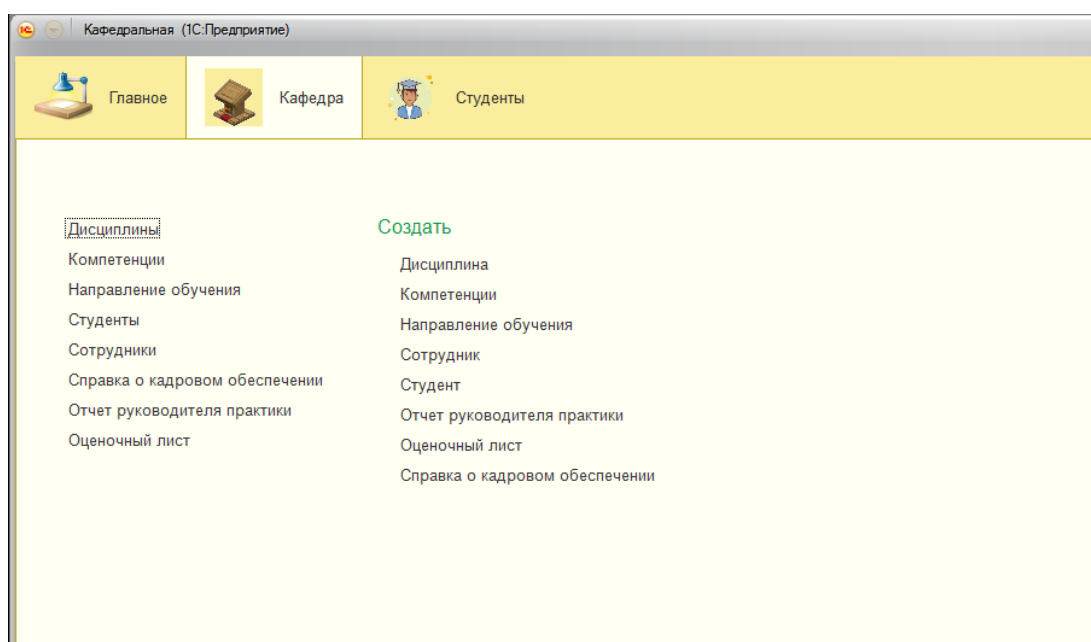 Кафедральная (1С:Предприятие)
Главное
Кафедра
Студенты
Дисциплины
Компетенции
Направление обучения
Студенты
Сотрудники
Справка о кадровом обеспечении
Отчет руководителя практики
Оценочный лист
Создать
Дисциплина
Компетенции
Направление обучения
Сотрудник
Студент
Отчет руководителя практики
Оценочный лист
Справка о кадровом обеспечении